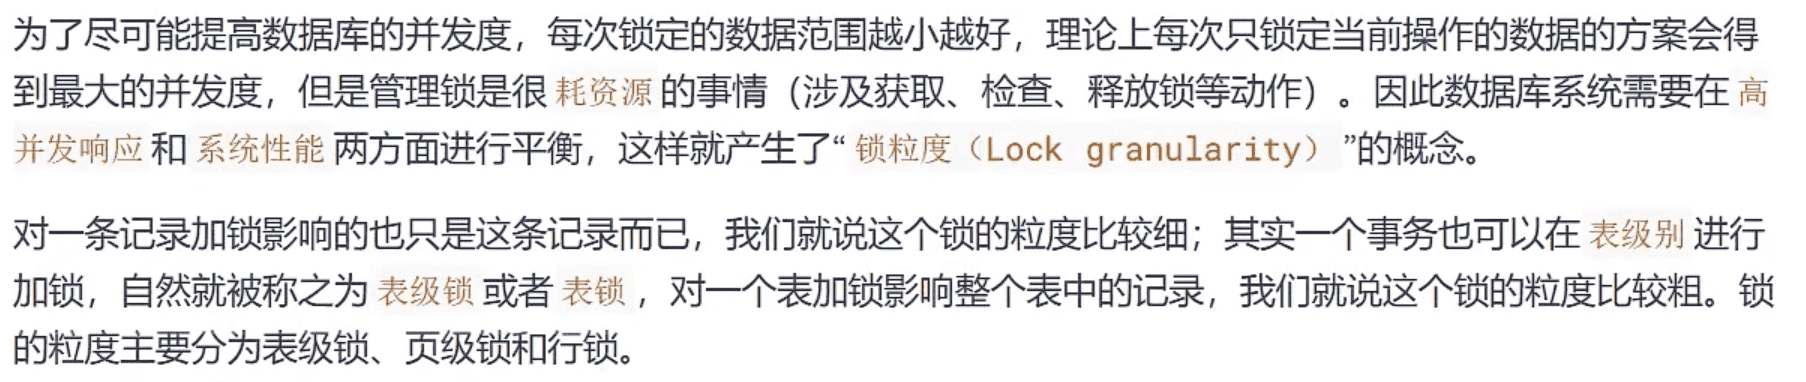 为了尽可能提高数据库的并发度，每次锁定的数据范围越小越好，理论上每次只锁定当前操作的数据的方案会得
到最大的并发度，但是管理锁是很 耗资源 的事情（涉及获取、检查、释放锁等动作）。因此数据库系统需要在 高
并发响应 和 系统性能 两方面进行平衡，这样就产生了“ 锁粒度（Lock granularity） ”的概念。
对一条记录加锁影响的也只是这条记录而已，我们就说这个锁的粒度比较细；其实一个事务也可以在 表级别 进行
加锁，自然就被称之为 表级锁 或者 表锁 ，对一个表加锁影响整个表中的记录，我们就说这个锁的粒度比较粗。锁
的粒度主要分为表级锁、页级锁和行锁。